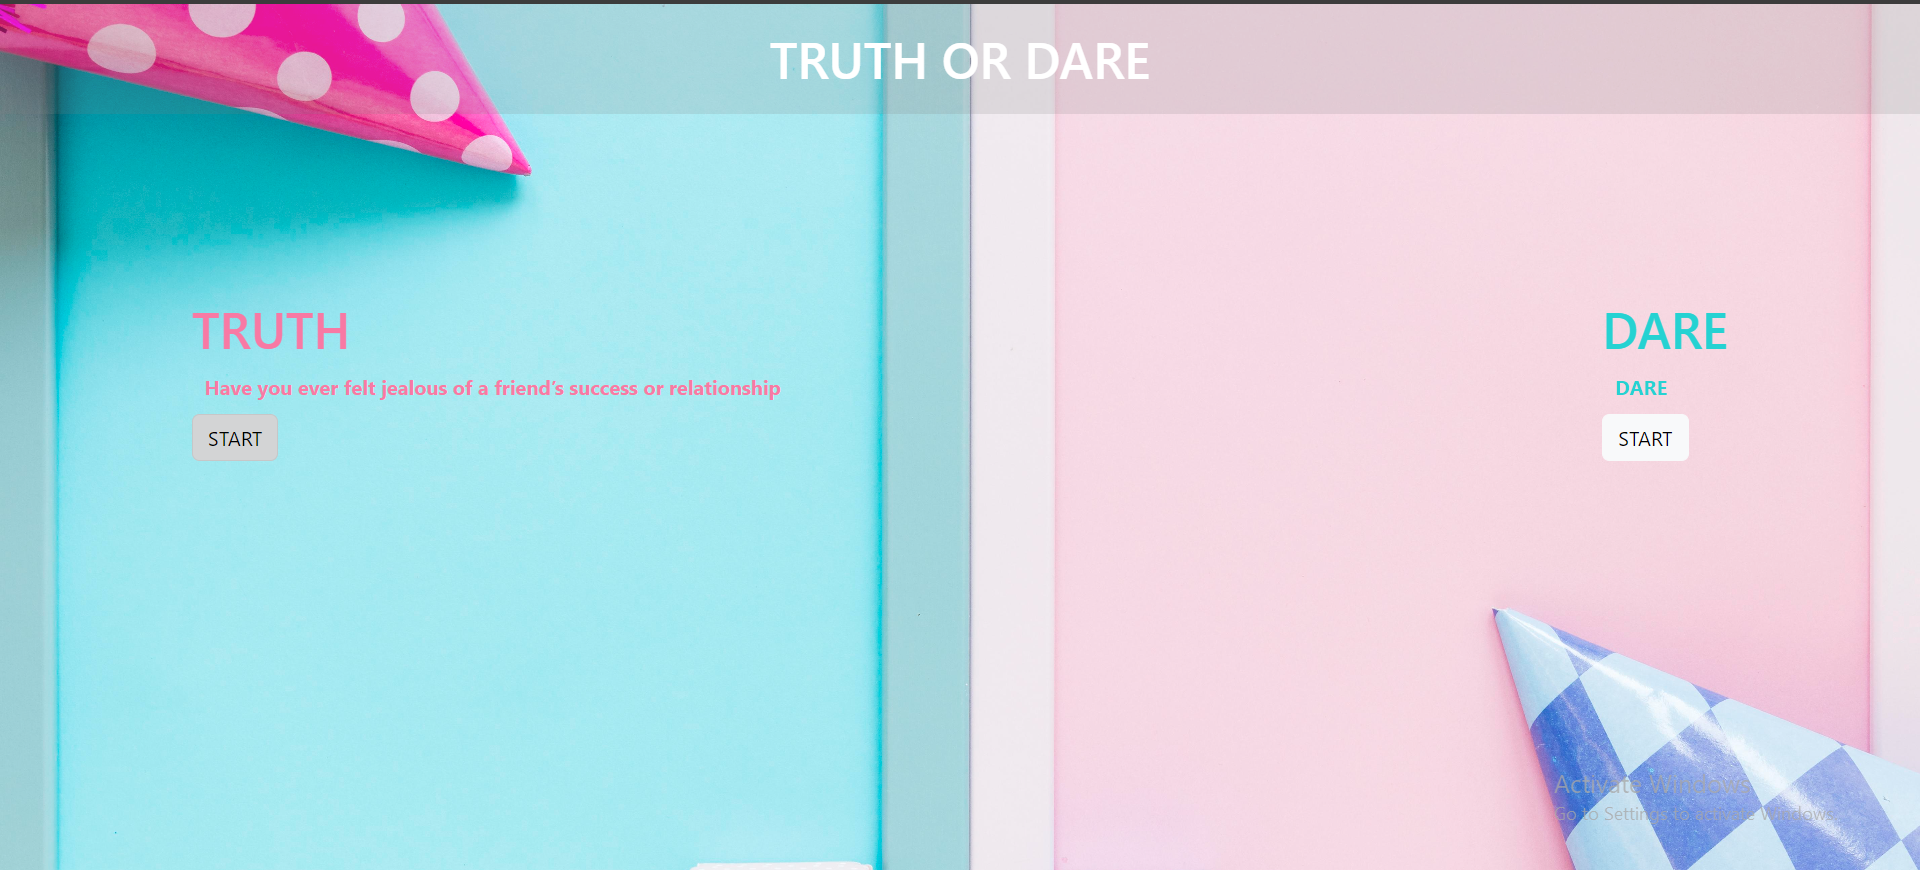 TRUTH OR DARE
TRUTH
Have you ever felt jealous of a friend's success or relationship
START
DARE
DARE
START
Activate Windows
Go to Settings to activate Windows.